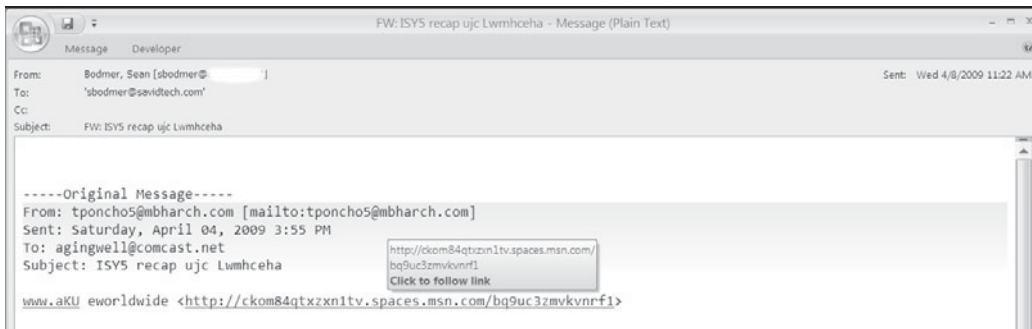 FW: ISY5 recap ujc Lwmhceha - Message (Plain Text)
Message Developer
From: Bodmer, Sean [sbodmer@ ]
Sent: Wed 4/8/2009 11:22 AM
To: 'sbodmer@savidtech.com'
Cc:
Subject: FW: ISY5 recap ujc Lwmhceha
-----Original Message-----
From: tponcho5@mbharch.com [mailto:tponcho5@mbharch.com]
Sent: Saturday, April 04, 2009 3:55 PM
To: agingwell@comcast.net
Subject: ISY5 recap ujc Lwmhceha
http://ckom84qtxzxn1tv.spaces.msn.com/
bq9uc3zmvkvnrf1
Click to follow link
www.aKU eworldwide <http://ckom84qtxzxn1tv.spaces.msn.com/bq9uc3zmvkvnrf1>